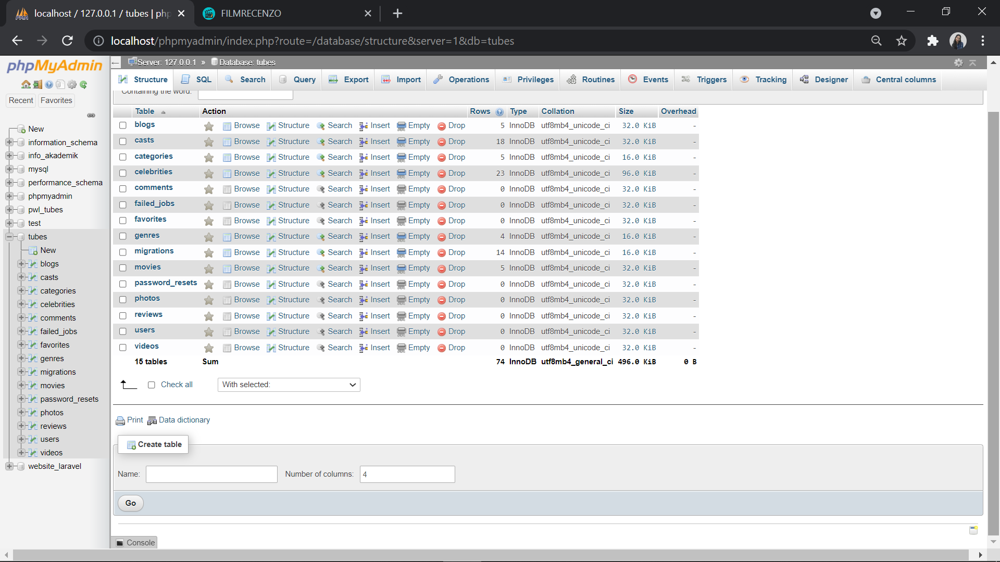 localhost / 127.0.0.1 / tubes | php
FILMRECENZO
localhost/phpmyadmin/index.php?route=/database/structure&server=1&db=tubes
phpMyAdmin
Recent Favorites
New
information_schema
info_akademik
mysql
performance_schema
phpmyadmin
pwl_tubes
test
tubes
New
blogs
casts
categories
celebrities
comments
failed_jobs
favorites
genres
migrations
movies
password_resets
photos
reviews
users
videos
website_laravel
Server: 127.0.0.1 » Database: tubes
Structure SQL Search Query Export Import Operations Privileges Routines Events Triggers Tracking Designer Central columns
Containing the word:
Table Action Rows Type Collation Size Overhead
blogs Browse Structure Search Insert Empty Drop 5 InnoDB utf8mb4_unicode_ci 32.0 KiB -
casts Browse Structure Search Insert Empty Drop 18 InnoDB utf8mb4_unicode_ci 32.0 KiB -
categories Browse Structure Search Insert Empty Drop 5 InnoDB utf8mb4_unicode_ci 16.0 KiB -
celebrities Browse Structure Search Insert Empty Drop 23 InnoDB utf8mb4_unicode_ci 96.0 KiB -
comments Browse Structure Search Insert Empty Drop 0 InnoDB utf8mb4_unicode_ci 32.0 KiB -
failed_jobs Browse Structure Search Insert Empty Drop 0 InnoDB utf8mb4_unicode_ci 32.0 KiB -
favorites Browse Structure Search Insert Empty Drop 0 InnoDB utf8mb4_unicode_ci 32.0 KiB -
genres Browse Structure Search Insert Empty Drop 4 InnoDB utf8mb4_unicode_ci 16.0 KiB -
migrations Browse Structure Search Insert Empty Drop 14 InnoDB utf8mb4_unicode_ci 16.0 KiB -
movies Browse Structure Search Insert Empty Drop 5 InnoDB utf8mb4_unicode_ci 32.0 KiB -
password_resets Browse Structure Search Insert Empty Drop 0 InnoDB utf8mb4_unicode_ci 32.0 KiB -
photos Browse Structure Search Insert Empty Drop 0 InnoDB utf8mb4_unicode_ci 32.0 KiB -
reviews Browse Structure Search Insert Empty Drop 0 InnoDB utf8mb4_unicode_ci 32.0 KiB -
users Browse Structure Search Insert Empty Drop 0 InnoDB utf8mb4_unicode_ci 32.0 KiB -
videos Browse Structure Search Insert Empty Drop 0 InnoDB utf8mb4_unicode_ci 32.0 KiB -
15 tables Sum 74 InnoDB utf8mb4_general_ci 496.0 KiB 0 B
Check all With selected:
Print Data dictionary
Create table
Name: Number of columns: 4
Go
Console